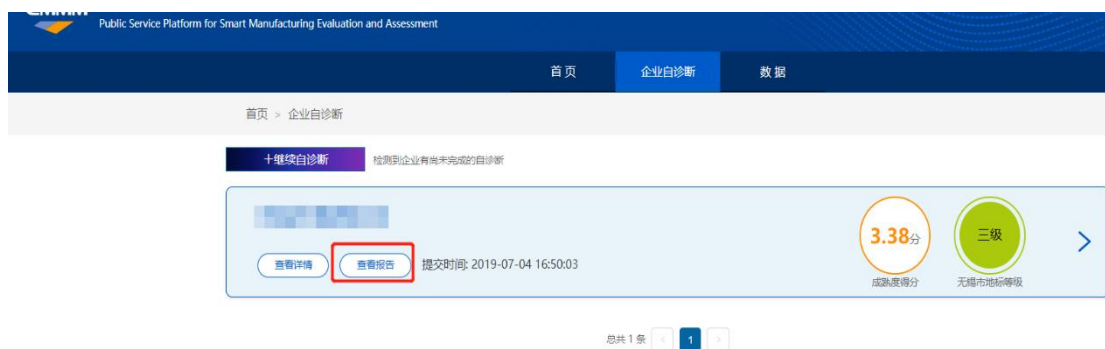 CMMM
Public Service Platform for Smart Manufacturing Evaluation and Assessment
首页 企业自诊断 数据
首页 > 企业自诊断
+继续自诊断 检测到企业有尚未完成的自诊断
查看详情 查看报告 提交时间: 2019-07-04 16:50:03
3.38分 三级
成熟度得分 无锡市地标等级
总共 1 条 < 1 >